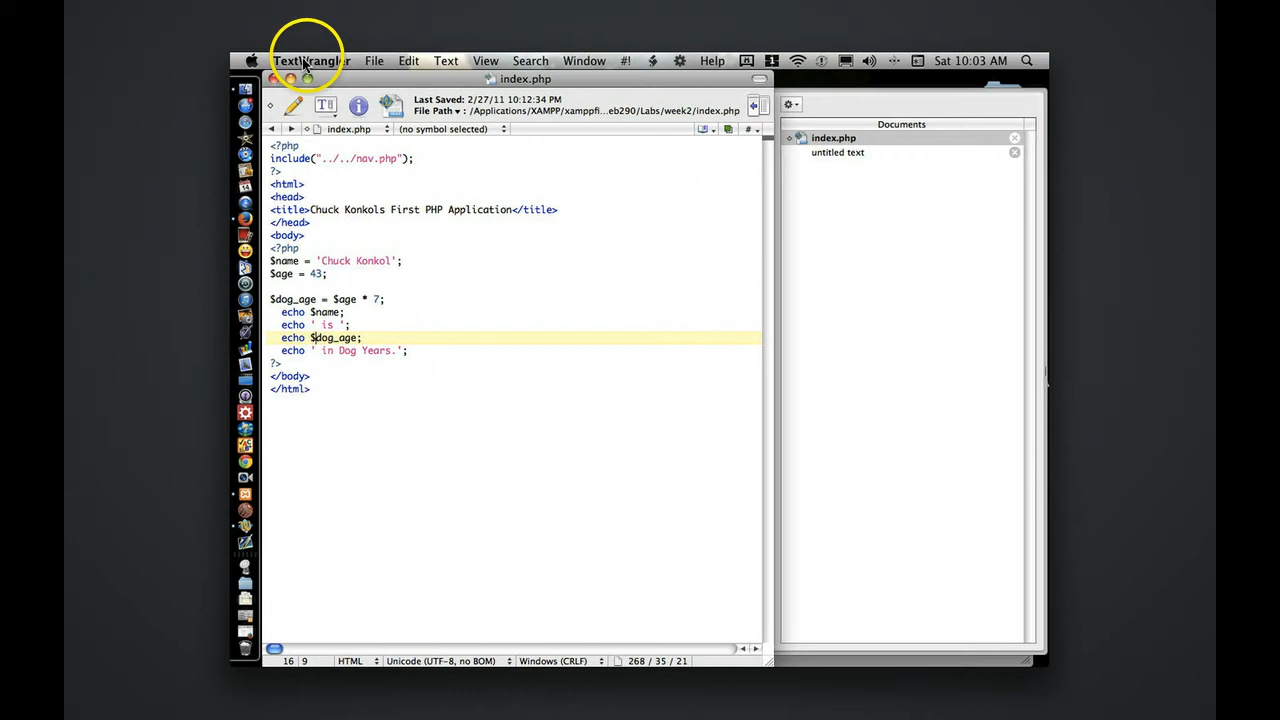 TextWrangler File Edit Text View Search Window #! Help 1 Sat 10:03 AM
index.php
Last Saved: 2/27/11 10:12:34 PM
File Path ▾ : /Applications/XAMPP/xamppfi...eb290/Labs/week2/index.php
index.php (no symbol selected) #
<?php
include("../../nav.php");
?>
<html>
<head>
<title>Chuck Konkols First PHP Application</title>
</head>
<body>
<?php
$name = 'Chuck Konkol';
$age = 43;
$dog_age = $age * 7;
echo $name;
echo ' is ';
echo $dog_age;
echo ' in Dog Years.';
?>
</body>
</html>
16 9 HTML Unicode (UTF-8, no BOM) Windows (CRLF) 268 / 35 / 21
Documents
index.php
untitled text